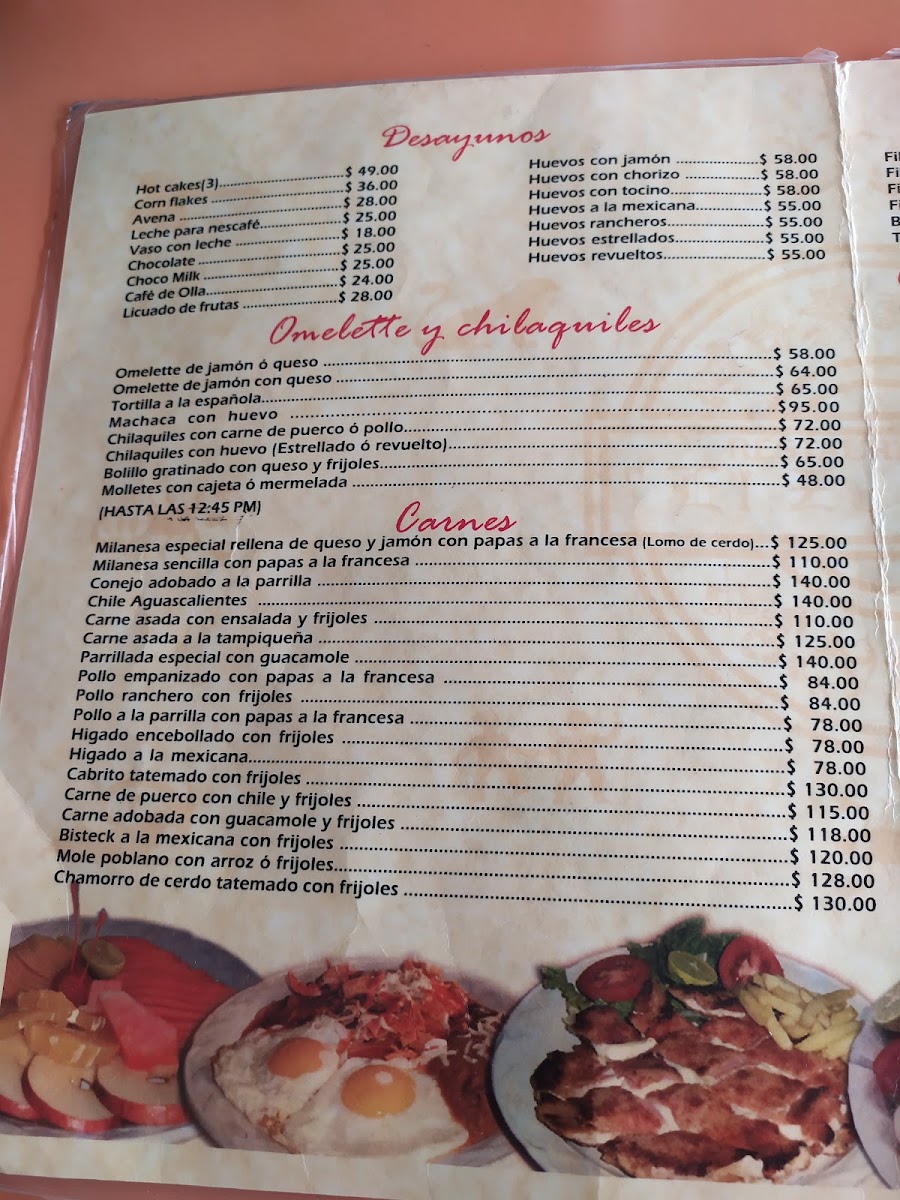 Desayunos
Hot cakes(3)..............................$ 49.00
Corn flakes ..............................$ 36.00
Avena ..............................$ 28.00
Leche para nescafé....................$ 25.00
Vaso con leche ....................$ 18.00
Chocolate ..............................$ 25.00
Choco Milk ..............................$ 25.00
Café de Olla..............................$ 24.00
Licuado de frutas ....................$ 28.00
Huevos con jamón ....................$ 58.00
Huevos con chorizo ....................$ 58.00
Huevos con tocino....................$ 58.00
Huevos a la mexicana....................$ 55.00
Huevos rancheros....................$ 55.00
Huevos estrellados....................$ 55.00
Huevos revueltos....................$ 55.00
Omelette y chilaquiles
Omelette de jamón ó queso ..............................$ 58.00
Omelette de jamón con queso ..............................$ 64.00
Tortilla a la española..............................$ 65.00
Machaca con huevo ..............................$95.00
Chilaquiles con carne de puerco ó pollo..............................$ 72.00
Chilaquiles con huevo (Estrellado ó revuelto)..............................$ 72.00
Bolillo gratinado con queso y frijoles..............................$ 65.00
Molletes con cajeta ó mermelada ..............................$ 48.00
(HASTA LAS 12:45 PM)
Carnes
Milanesa especial rellena de queso y jamón con papas a la francesa (Lomo de cerdo)...$ 125.00
Milanesa sencilla con papas a la francesa ..............................$ 110.00
Conejo adobado a la parrilla ..............................$ 140.00
Chile Aguascalientes ..............................$ 140.00
Carne asada con ensalada y frijoles ..............................$ 110.00
Carne asada a la tampiqueña ..............................$ 125.00
Parrillada especial con guacamole ..............................$ 140.00
Pollo empanizado con papas a la francesa ..............................$ 84.00
Pollo ranchero con frijoles ..............................$ 84.00
Pollo a la parrilla con papas a la francesa ..............................$ 78.00
Higado encebollado con frijoles ..............................$ 78.00
Higado a la mexicana..............................$ 78.00
Cabrito tatemado con frijoles ..............................$ 130.00
Carne de puerco con chile y frijoles ..............................$ 115.00
Carne adobada con guacamole y frijoles ..............................$ 118.00
Bisteck a la mexicana con frijoles ..............................$ 120.00
Mole poblano con arroz ó frijoles..............................$ 128.00
Chamorro de cerdo tatemado con frijoles ..............................$ 130.00